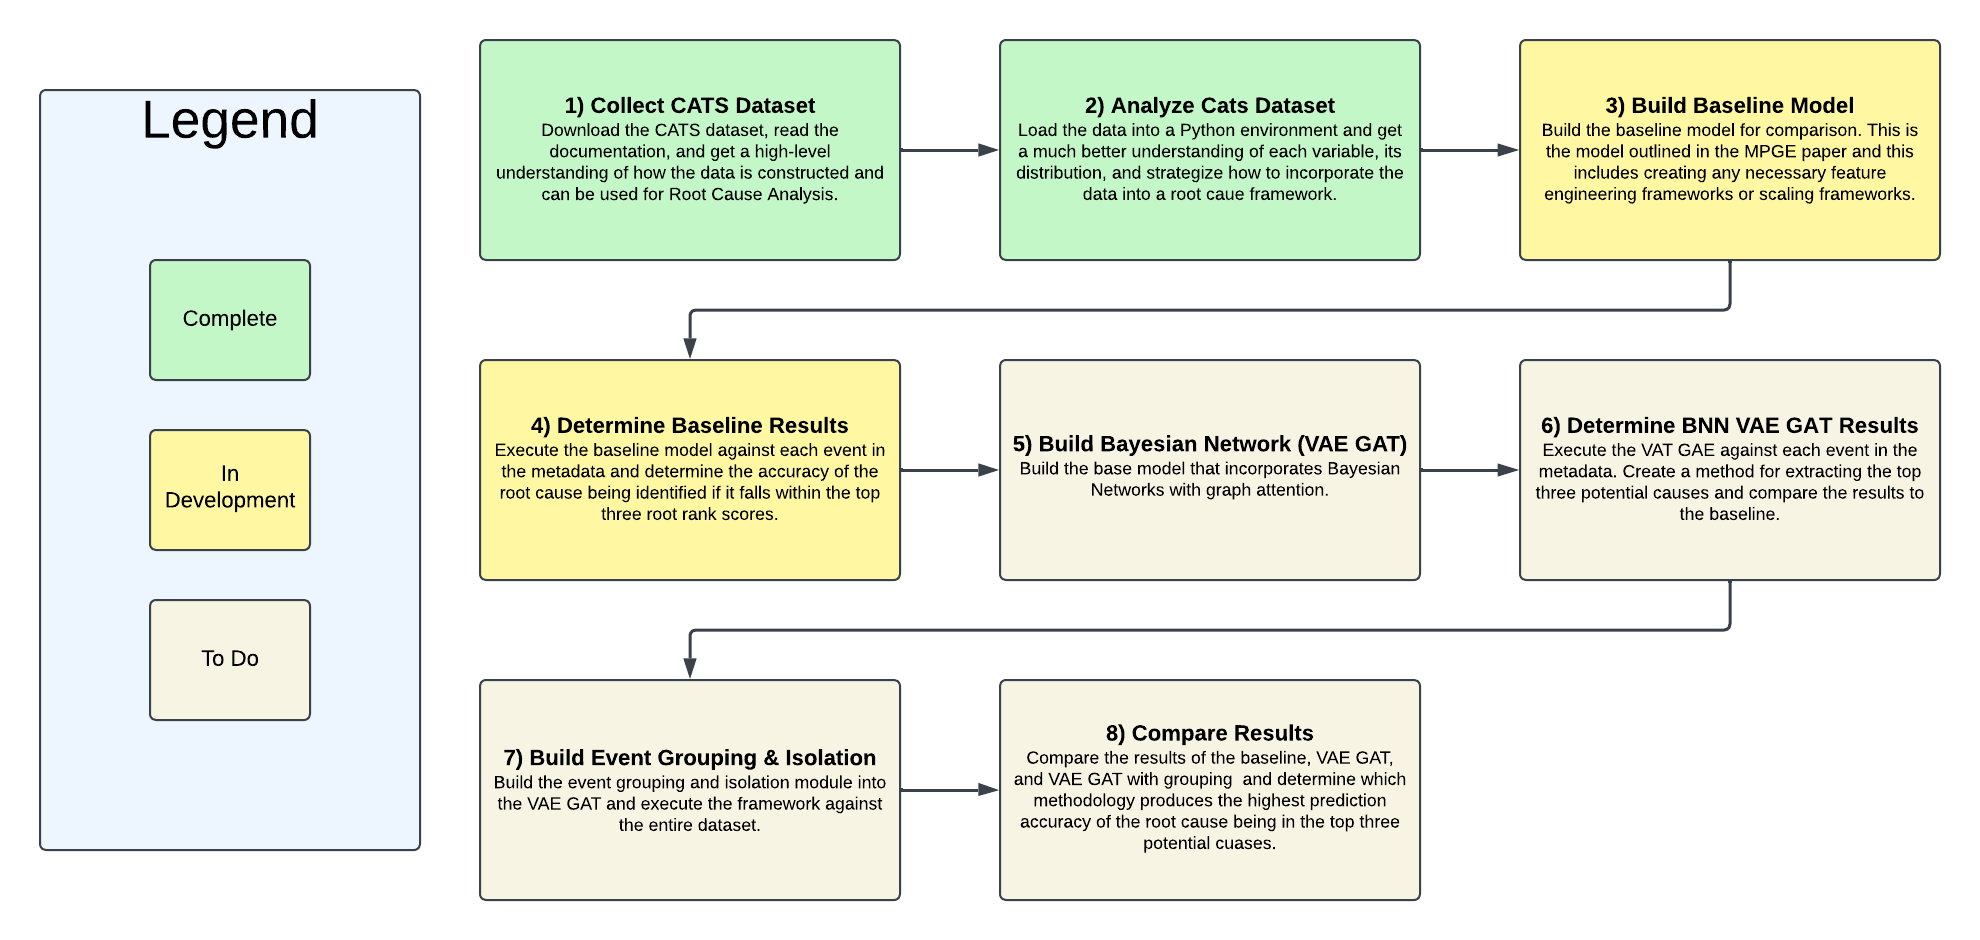 Legend
Complete
In
Development
To Do
1) Collect CATS Dataset
Download the CATS dataset, read the
documentation, and get a high-level
understanding of how the data is constructed and
can be used for Root Cause Analysis.
2) Analyze Cats Dataset
Load the data into a Python environment and get
a much better understanding of each variable, its
distribution, and strategize how to incorporate the
data into a root caue framework.
3) Build Baseline Model
Build the baseline model for comparison. This is
the model outlined in the MPGE paper and this
includes creating any necessary feature
engineering frameworks or scaling frameworks.
4) Determine Baseline Results
Execute the baseline model against each event in
the metadata and determine the accuracy of the
root cause being identified if it falls within the top
three root rank scores.
5) Build Bayesian Network (VAE GAT)
Build the base model that incorporates Bayesian
Networks with graph attention.
6) Determine BNN VAE GAT Results
Execute the VAT GAE against each event in the
metadata. Create a method for extracting the top
three potential causes and compare the results to
the baseline.
7) Build Event Grouping & Isolation
Build the event grouping and isolation module into
the VAE GAT and execute the framework against
the entire dataset.
8) Compare Results
Compare the results of the baseline, VAE GAT,
and VAE GAT with grouping  and determine which
methodology produces the highest prediction
accuracy of the root cause being in the top three
potential cuases.